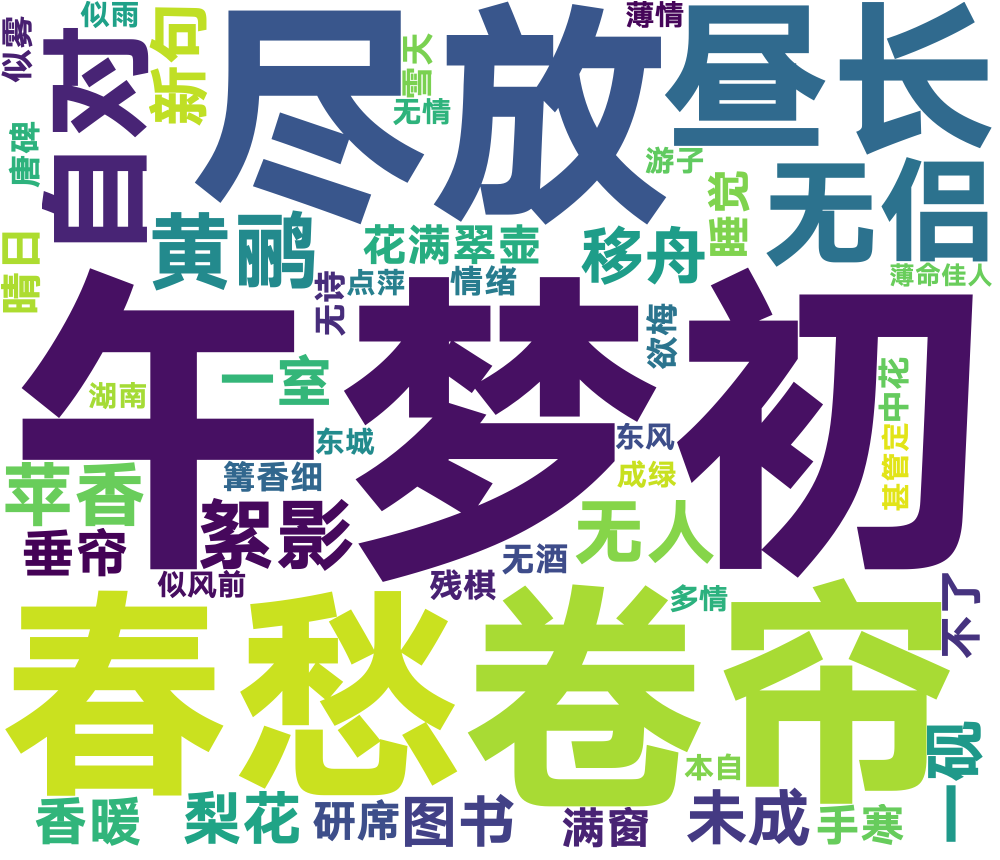 似雨
薄情
似雾
自对
新句
尽放
雪天
昼长
无情
唐碑
游子
睡觉
无侣
黄鹂
花满翠壶
移舟
晴日
薄命佳人
无诗
点萍
情绪
午梦初
欲梅
一室
湖南
中花
东城
东风
甚管定
苹香
篝香细
成绿
絮影
无人
垂帘
无酒
似风前
残棋
多情
不了
春愁
卷帘
一砚
本自
香暖
梨花
研席
图书
满窗
未成
手寒